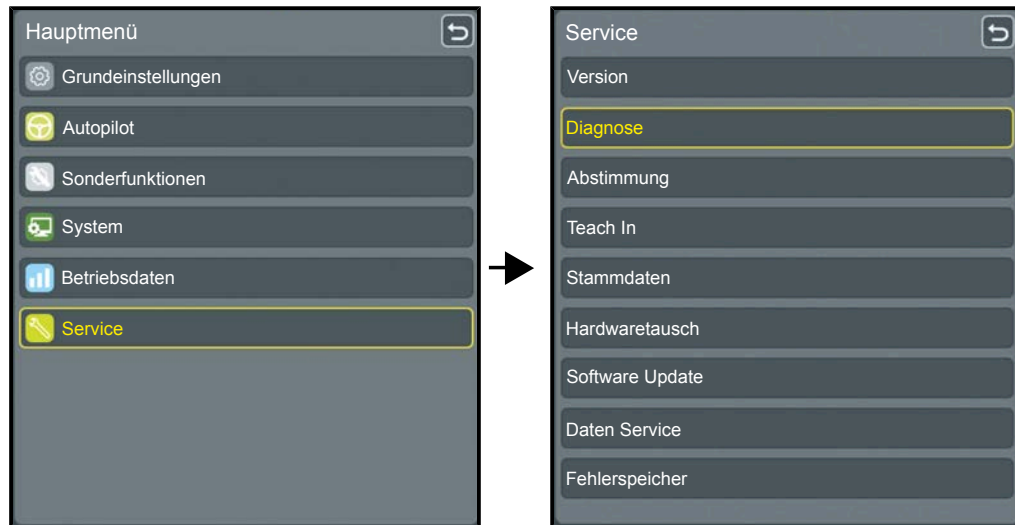 Hauptmenü
Grundeinstellungen
Autopilot
Sonderfunktionen
System
Betriebsdaten
Service
Service
Version
Diagnose
Abstimmung
Teach In
Stammdaten
Hardwaretausch
Software Update
Daten Service
Fehlerspeicher